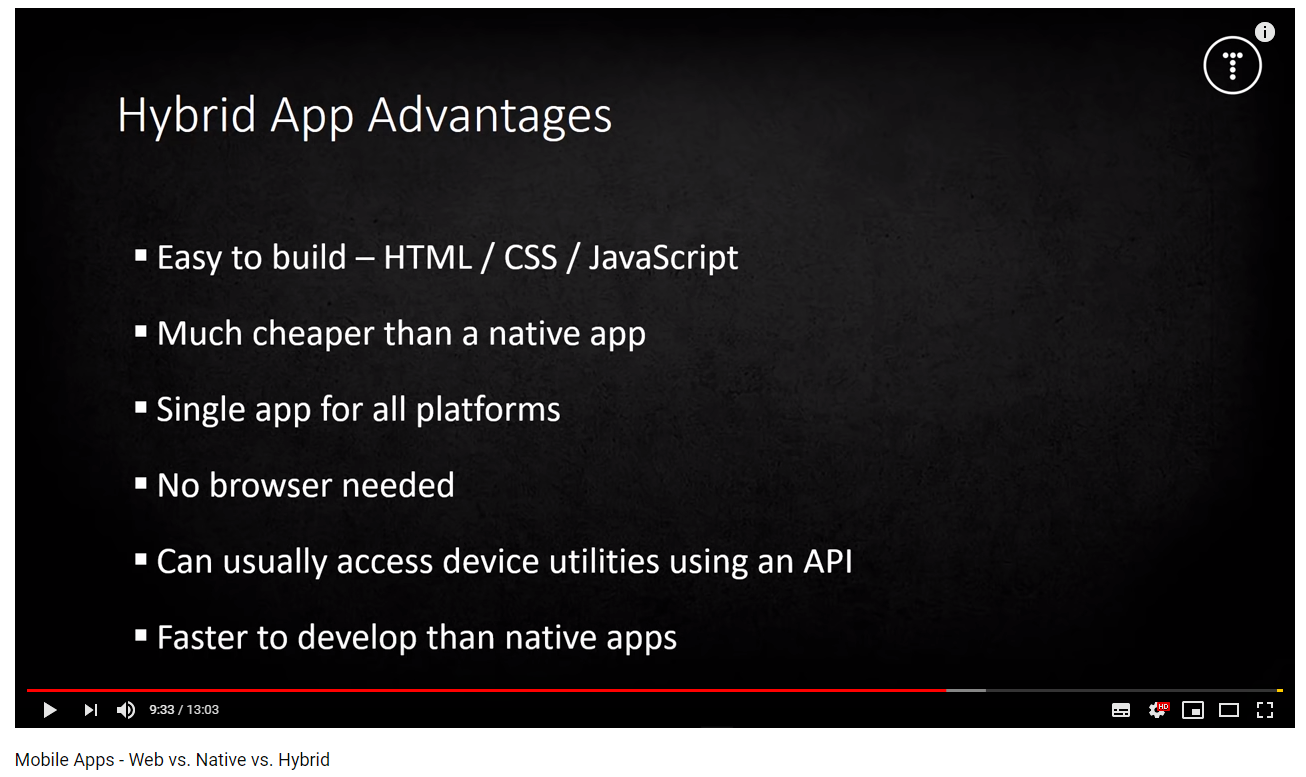 Hybrid App Advantages
▪ Easy to build – HTML / CSS / JavaScript
▪ Much cheaper than a native app
▪ Single app for all platforms
▪ No browser needed
▪ Can usually access device utilities using an API
▪ Faster to develop than native apps
9:33 / 13:03
HD
Mobile Apps - Web vs. Native vs. Hybrid